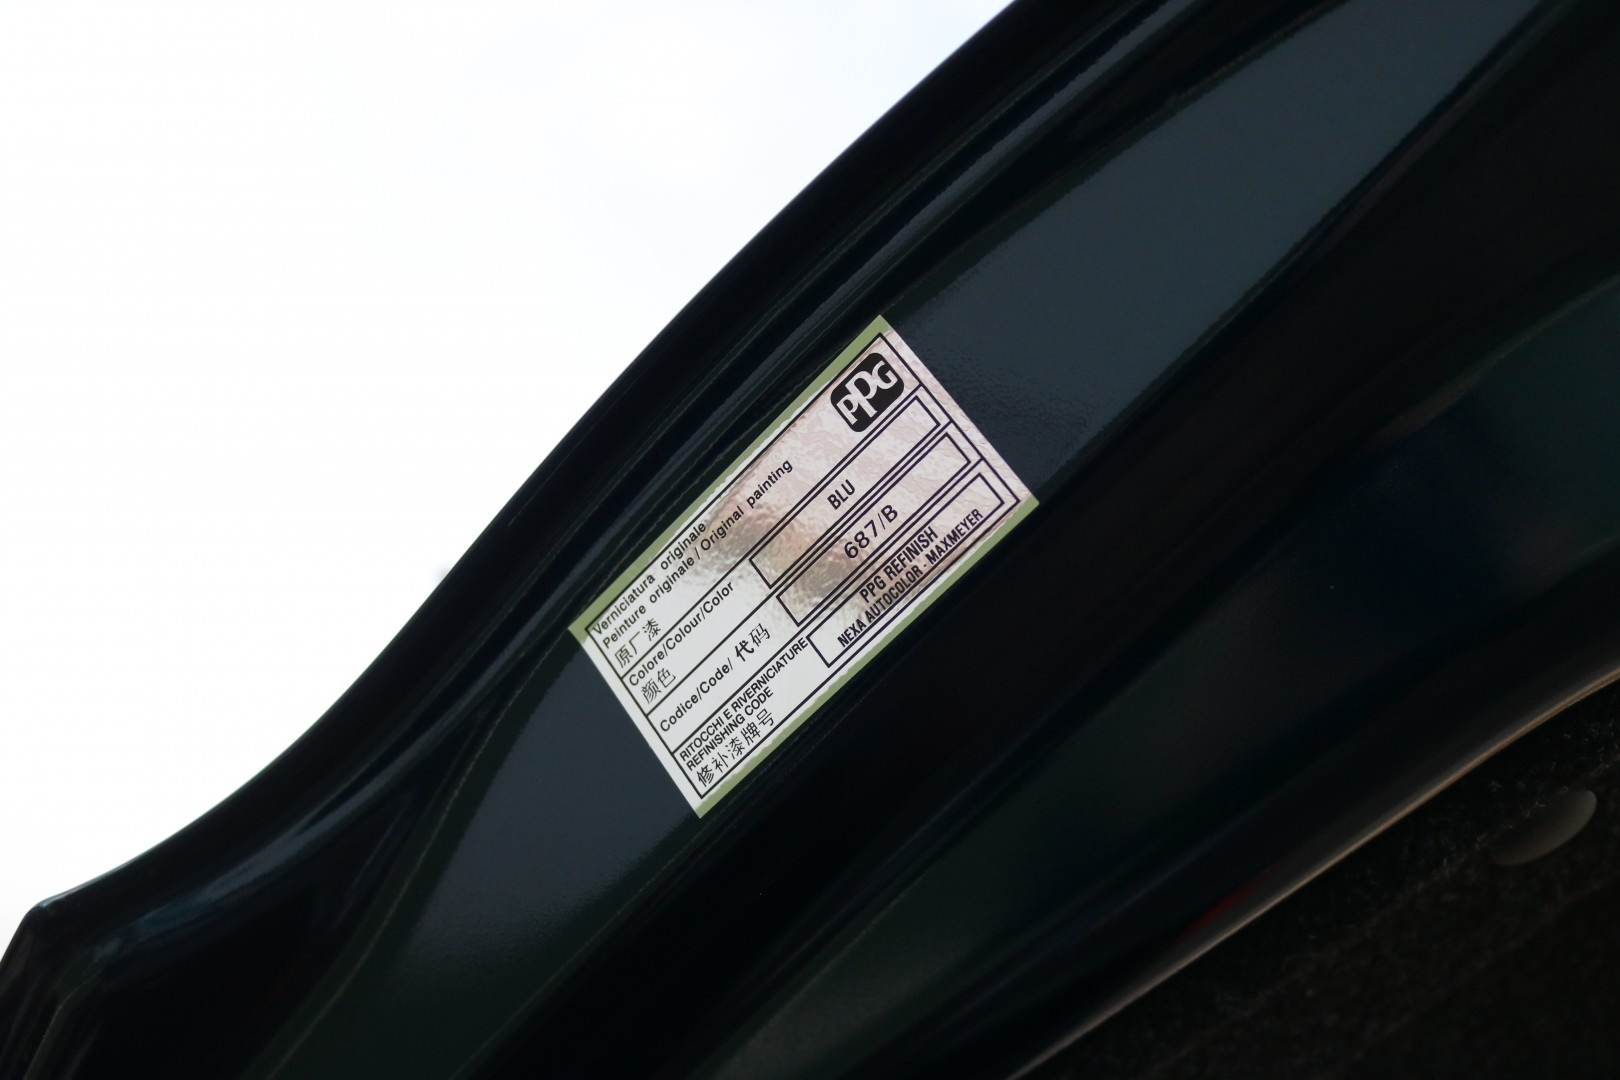 PPG
Verniciatura originale
Peinture originale / Original painting
原厂漆
Colore/Colour/Color
颜色
BLU
Codice/Code/ 代码
687/B
RITOCCHI E RIVERNICIATURE
REFINISHING CODE
修补漆牌号
PPG REFINISH
NEXA AUTOCOLOR - MAXMEYER